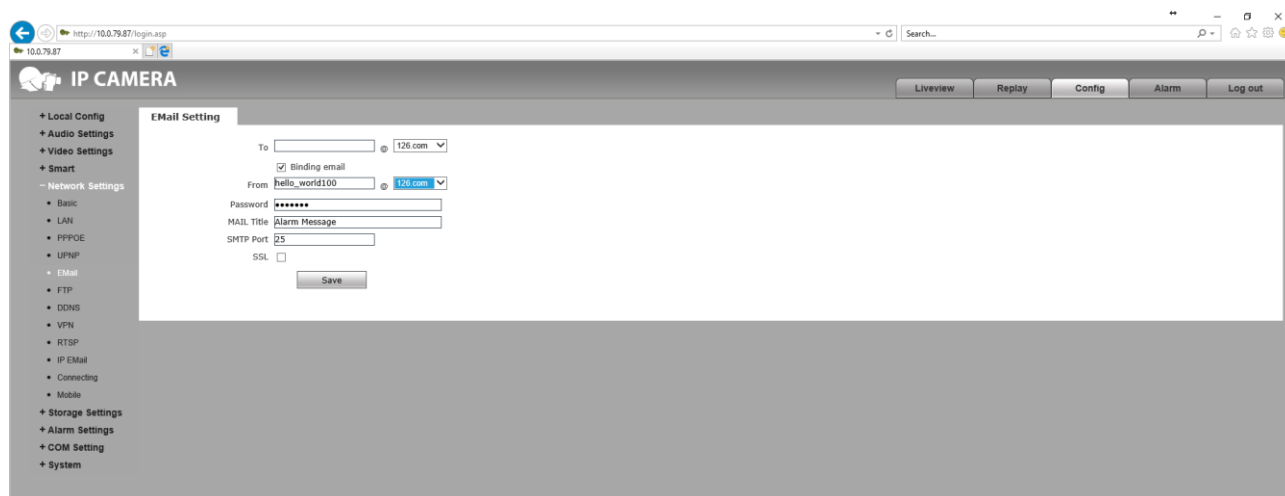 http://10.0.79.87/login.asp
Search...
10.0.79.87
IP CAMERA
Liveview Replay Config Alarm Log out
+ Local Config
+ Audio Settings
+ Video Settings
+ Smart
− Network Settings
• Basic
• LAN
• PPPOE
• UPNP
• EMail
• FTP
• DDNS
• VPN
• RTSP
• IP EMail
• Connecting
• Mobile
+ Storage Settings
+ Alarm Settings
+ COM Setting
+ System
EMail Setting
To @ 126.com
Binding email
From hello_world100 @ 126.com
Password •••••••
MAIL Title Alarm Message
SMTP Port 25
SSL
Save